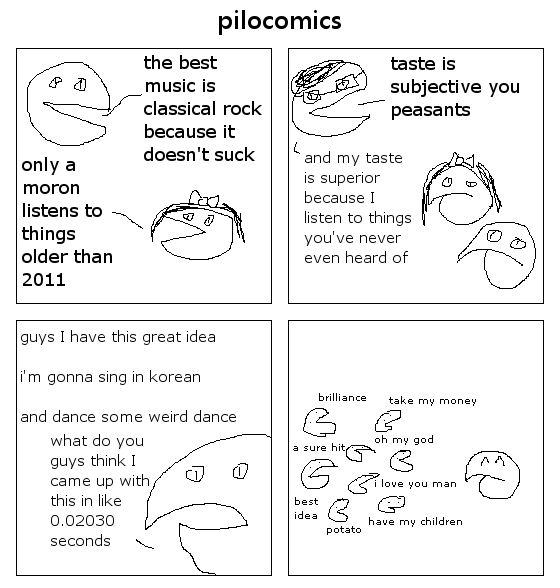 pilocomics
the best
music is
classical rock
because it
doesn't suck
only a
moron
listens to
things
older than
2011
taste is
subjective you
peasants
and my taste
is superior
because I
listen to things
you've never
even heard of
guys I have this great idea
i'm gonna sing in korean
and dance some weird dance
what do you
guys think I
came up with
this in like
0.02030
seconds
brilliance
take my money
a sure hit
oh my god
i love you man
best
idea
have my children
potato